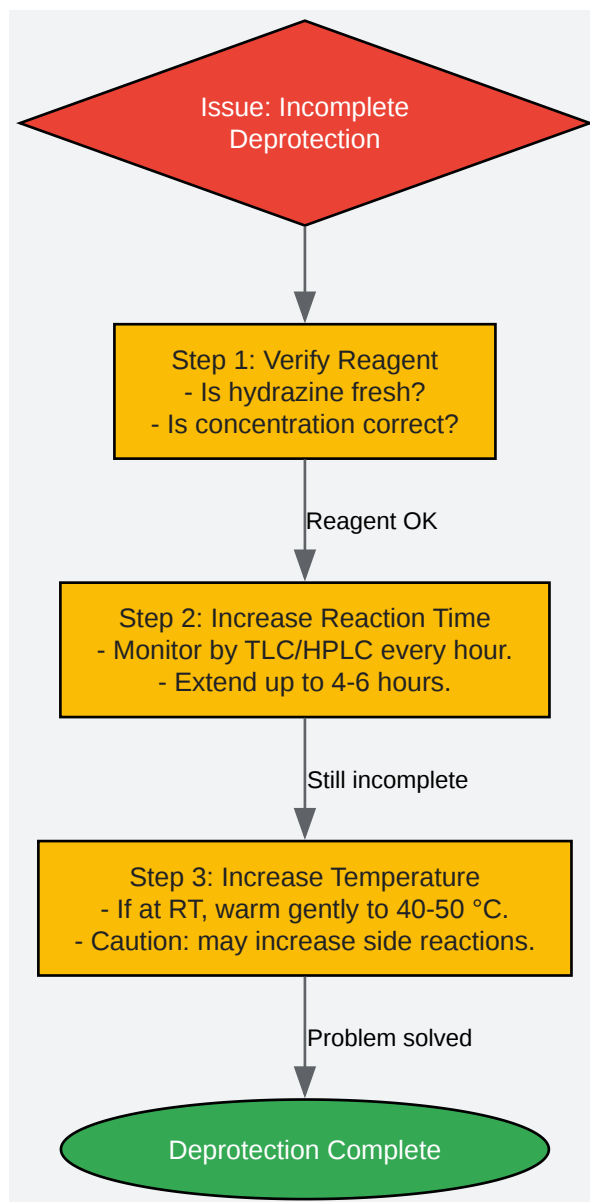 Issue: Incomplete
Deprotection
Step 1: Verify Reagent
- Is hydrazine fresh?
- Is concentration correct?
Reagent OK
Step 2: Increase Reaction Time
- Monitor by TLC/HPLC every hour.
- Extend up to 4-6 hours.
Still incomplete
Step 3: Increase Temperature
- If at RT, warm gently to 40-50 °C.
- Caution: may increase side reactions.
Problem solved
Deprotection Complete